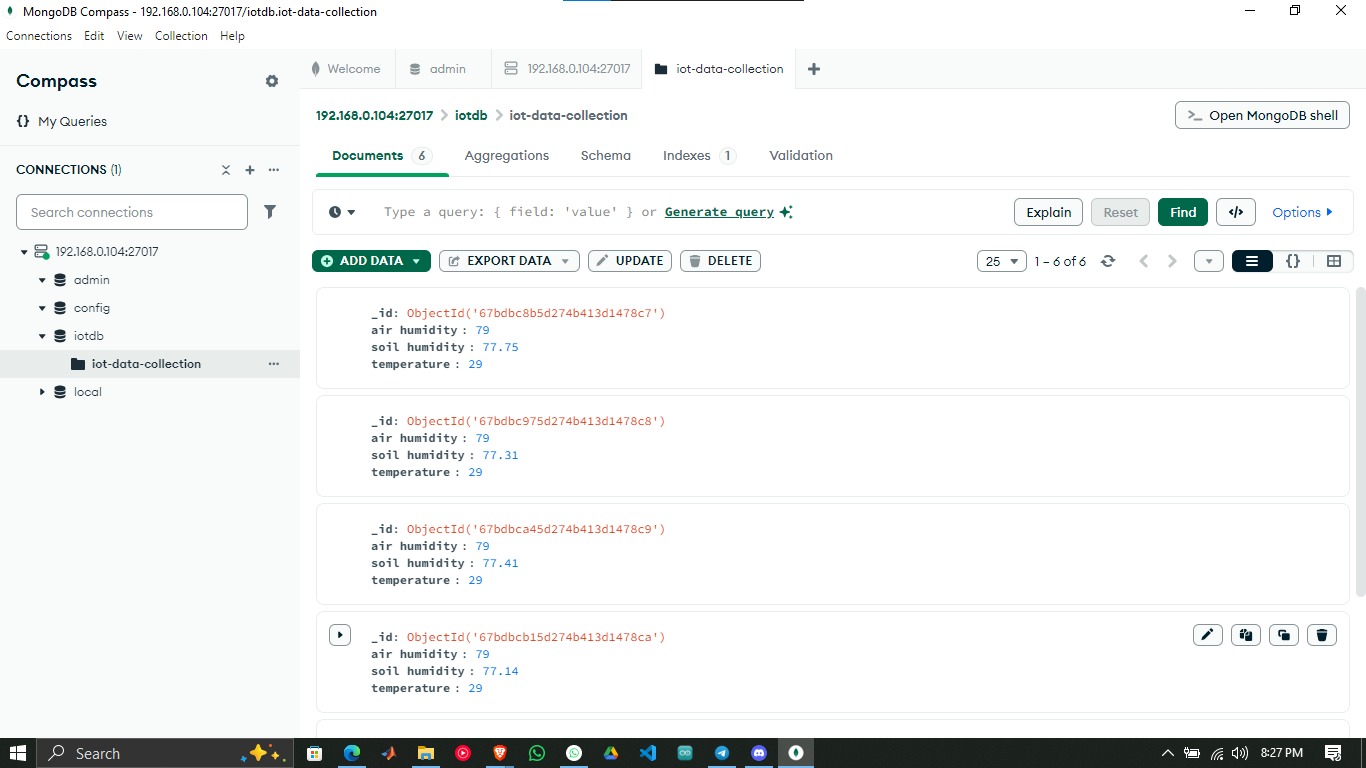 MongoDB Compass - 192.168.0.104:27017/iotdb.iot-data-collection
Connections Edit View Collection Help
Compass
{} My Queries
CONNECTIONS (1)
Search connections
192.168.0.104:27017
admin
config
iotdb
iot-data-collection
local
Welcome admin 192.168.0.104:27017 iot-data-collection
192.168.0.104:27017 > iotdb > iot-data-collection
>_ Open MongoDB shell
Documents 6 Aggregations Schema Indexes 1 Validation
Type a query: { field: 'value' } or Generate query
Explain Reset Find </> Options
ADD DATA EXPORT DATA UPDATE DELETE
25 1 – 6 of 6 {}
_id: ObjectId('67bdbc8b5d274b413d1478c7')
air humidity : 79
soil humidity : 77.75
temperature : 29
_id: ObjectId('67bdbc975d274b413d1478c8')
air humidity : 79
soil humidity : 77.31
temperature : 29
_id: ObjectId('67bdbca45d274b413d1478c9')
air humidity : 79
soil humidity : 77.41
temperature : 29
_id: ObjectId('67bdbcb15d274b413d1478ca')
air humidity : 79
soil humidity : 77.14
temperature : 29
Search
8:27 PM